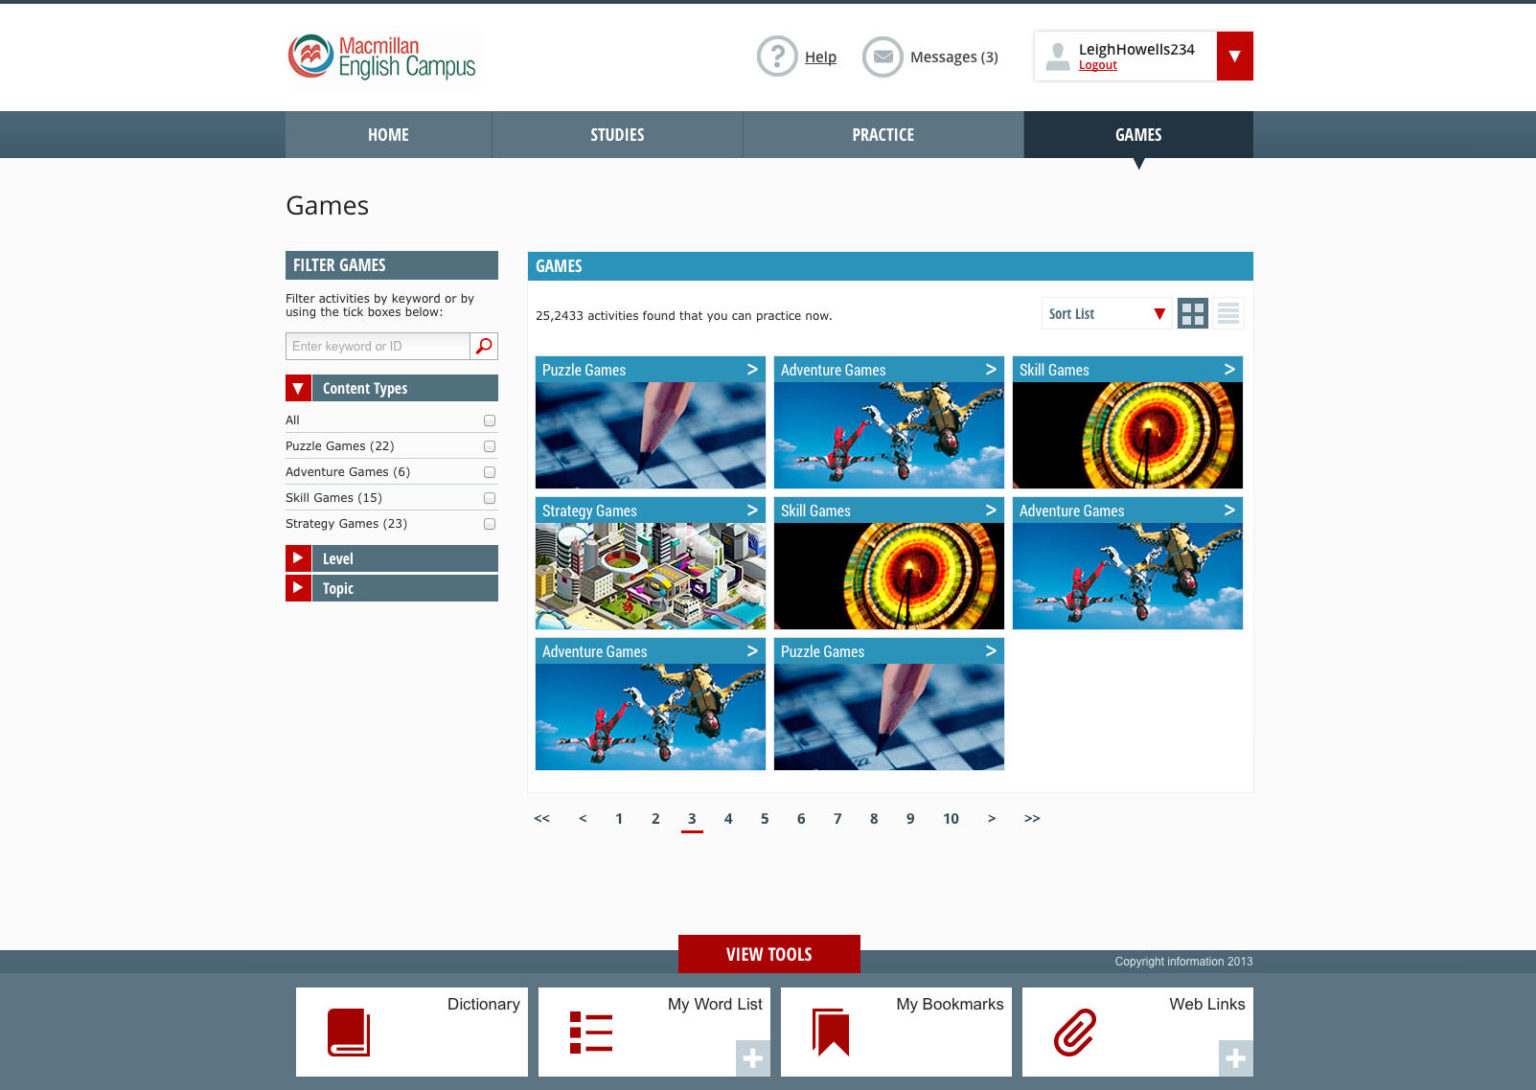 Macmillan
English Campus
Help
Messages (3)
LeighHowells234
Logout
HOME
STUDIES
PRACTICE
GAMES
Games
FILTER GAMES
Filter activities by keyword or by
using the tick boxes below:
Enter keyword or ID
Content Types
All
Puzzle Games (22)
Adventure Games (6)
Skill Games (15)
Strategy Games (23)
Level
Topic
GAMES
25,2433 activities found that you can practice now.
Sort List
Puzzle Games >
Adventure Games >
Skill Games >
22
Strategy Games >
Skill Games >
Adventure Games >
Adventure Games >
Puzzle Games >
22
<< < 1 2 3 4 5 6 7 8 9 10 > >>
VIEW TOOLS
Copyright information 2013
Dictionary
My Word List
My Bookmarks
Web Links